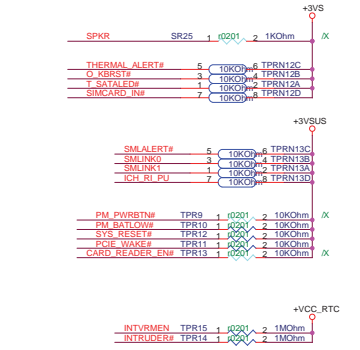 +3VS
SPKR SR25 1 r0201 2 1KOhm /X
THERMAL_ALERT# 5 10KOhm 6 TPRN12C
O_KBRST# 3 10KOhm 4 TPRN12B
T_SATALED# 1 10KOhm 2 TPRN12A
SIMCARD_IN# 7 10KOhm 8 TPRN12D
+3VSUS
SMLALERT# 5 10KOhm 6 TPRN13C
SMLINK0 3 10KOhm 4 TPRN13B
SMLINK1 1 10KOhm 2 TPRN13A
ICH_RI_PU 7 10KOhm 8 TPRN13D
PM_PWRBTN# TPR9 1 r0201 2 10KOhm /X
PM_BATLOW# TPR10 1 r0201 2 10KOhm
SYS_RESET# TPR12 1 r0201 2 10KOhm
PCIE_WAKE# TPR11 1 r0201 2 10KOhm
CARD_READER_EN# TPR13 1 r0201 2 10KOhm /X
+VCC_RTC
INTVRMEN TPR15 1 r0201 2 1MOhm
INTRUDER# TPR14 1 r0201 2 1MOhm